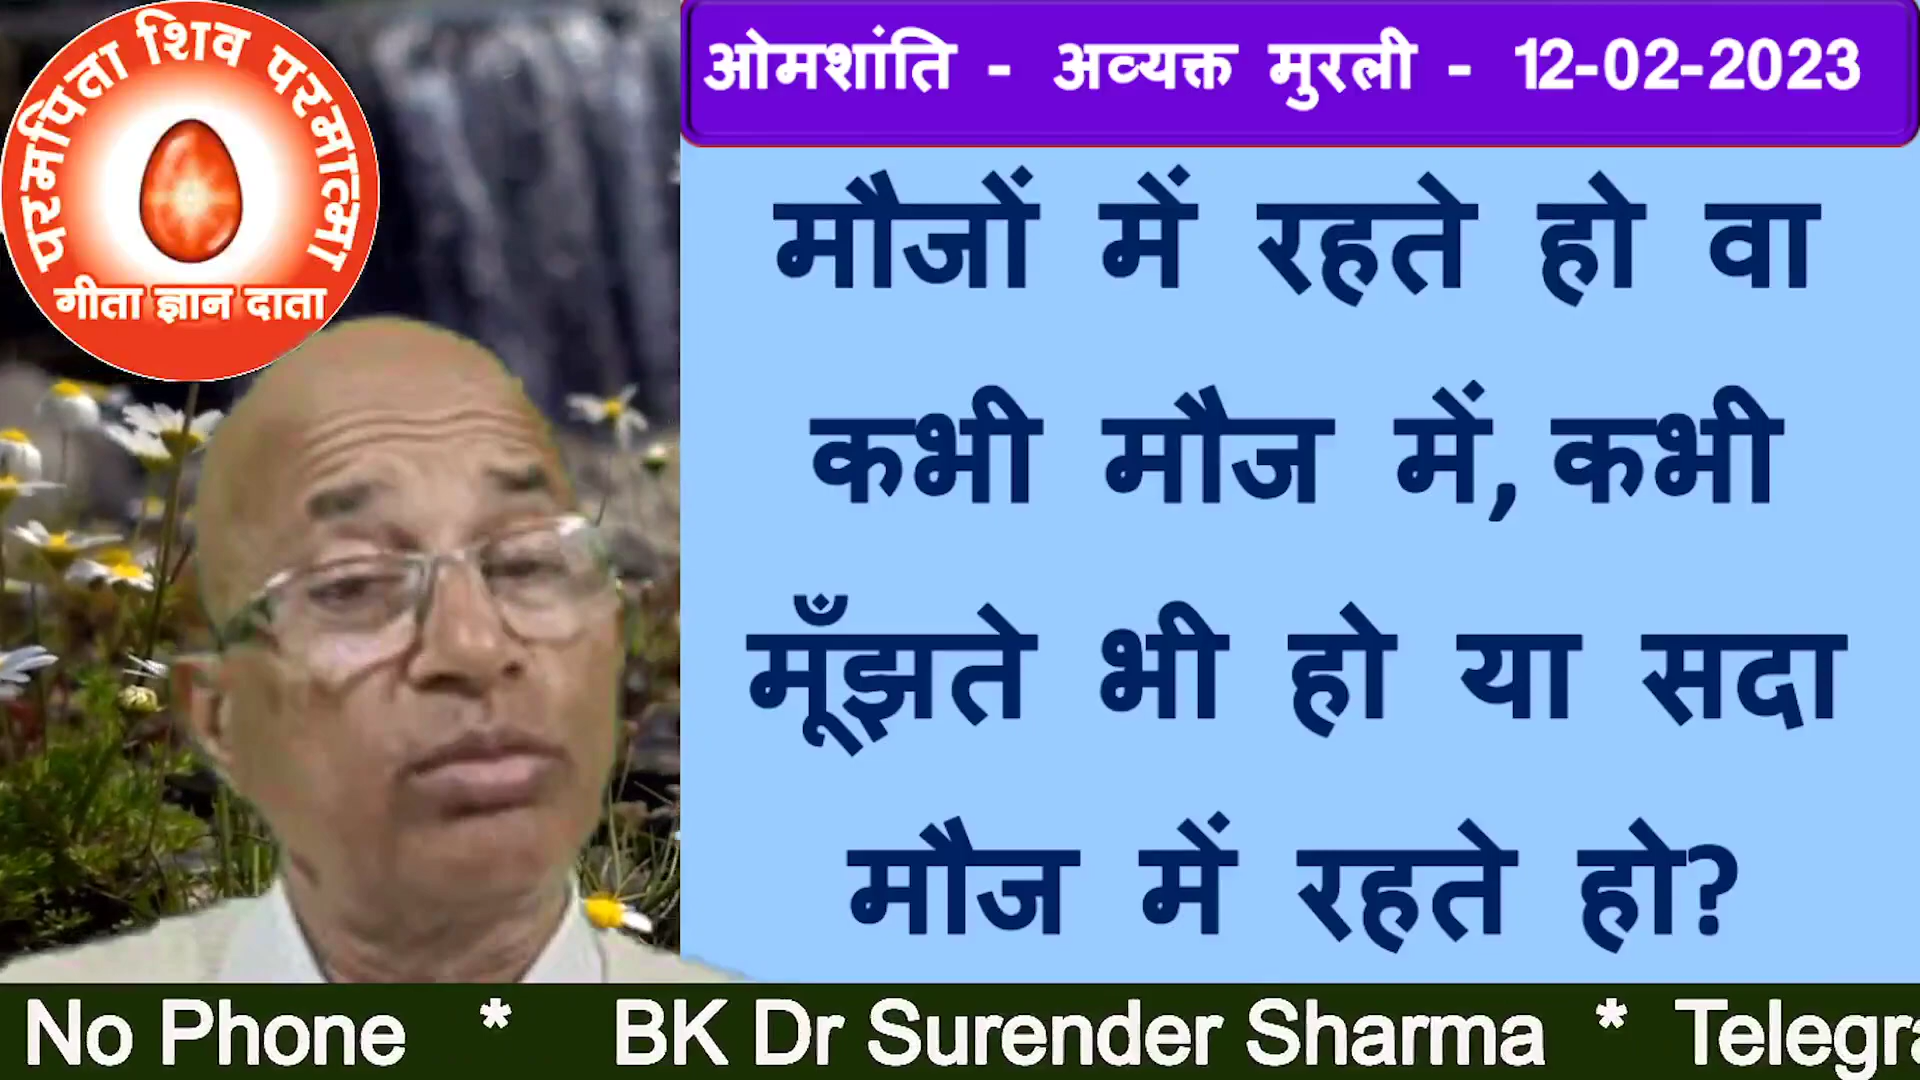 परमपिता शिव परमात्मा
गीता ज्ञान दाता
ओमशांति - अव्यक्त मुरली - 12-02-2023
मौजों में रहते हो वा
कभी मौज में, कभी
मूँझते भी हो या सदा
मौज में रहते हो?
No Phone * BK Dr Surender Sharma * Telegra